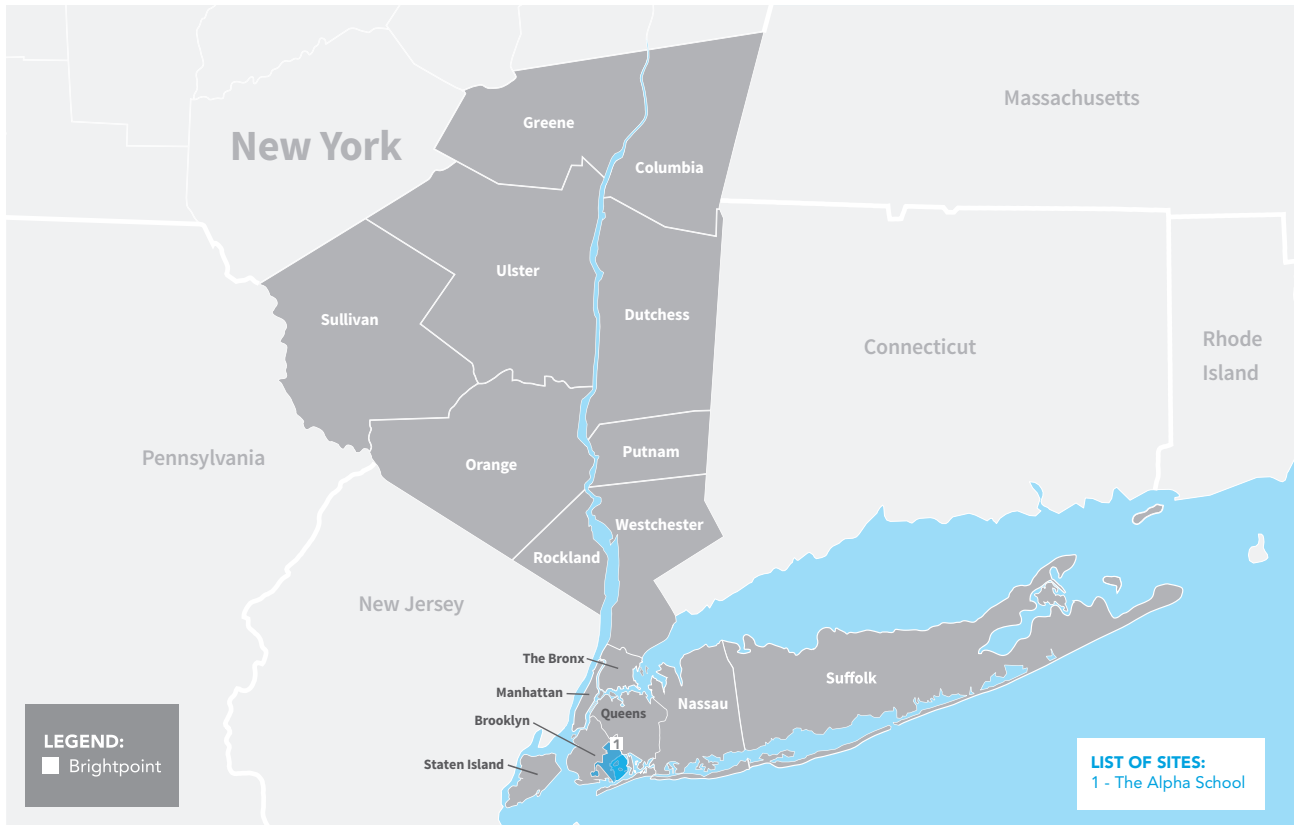 Massachusetts
Greene
New York
Columbia
Ulster
Sullivan
Dutchess
Connecticut
Rhode
Island
Putnam
Pennsylvania
Orange
Westchester
Rockland
New Jersey
The Bronx
Suffolk
Manhattan
Nassau
Queens
Brooklyn
1
Staten Island
LEGEND:
Brightpoint
LIST OF SITES:
1 - The Alpha School